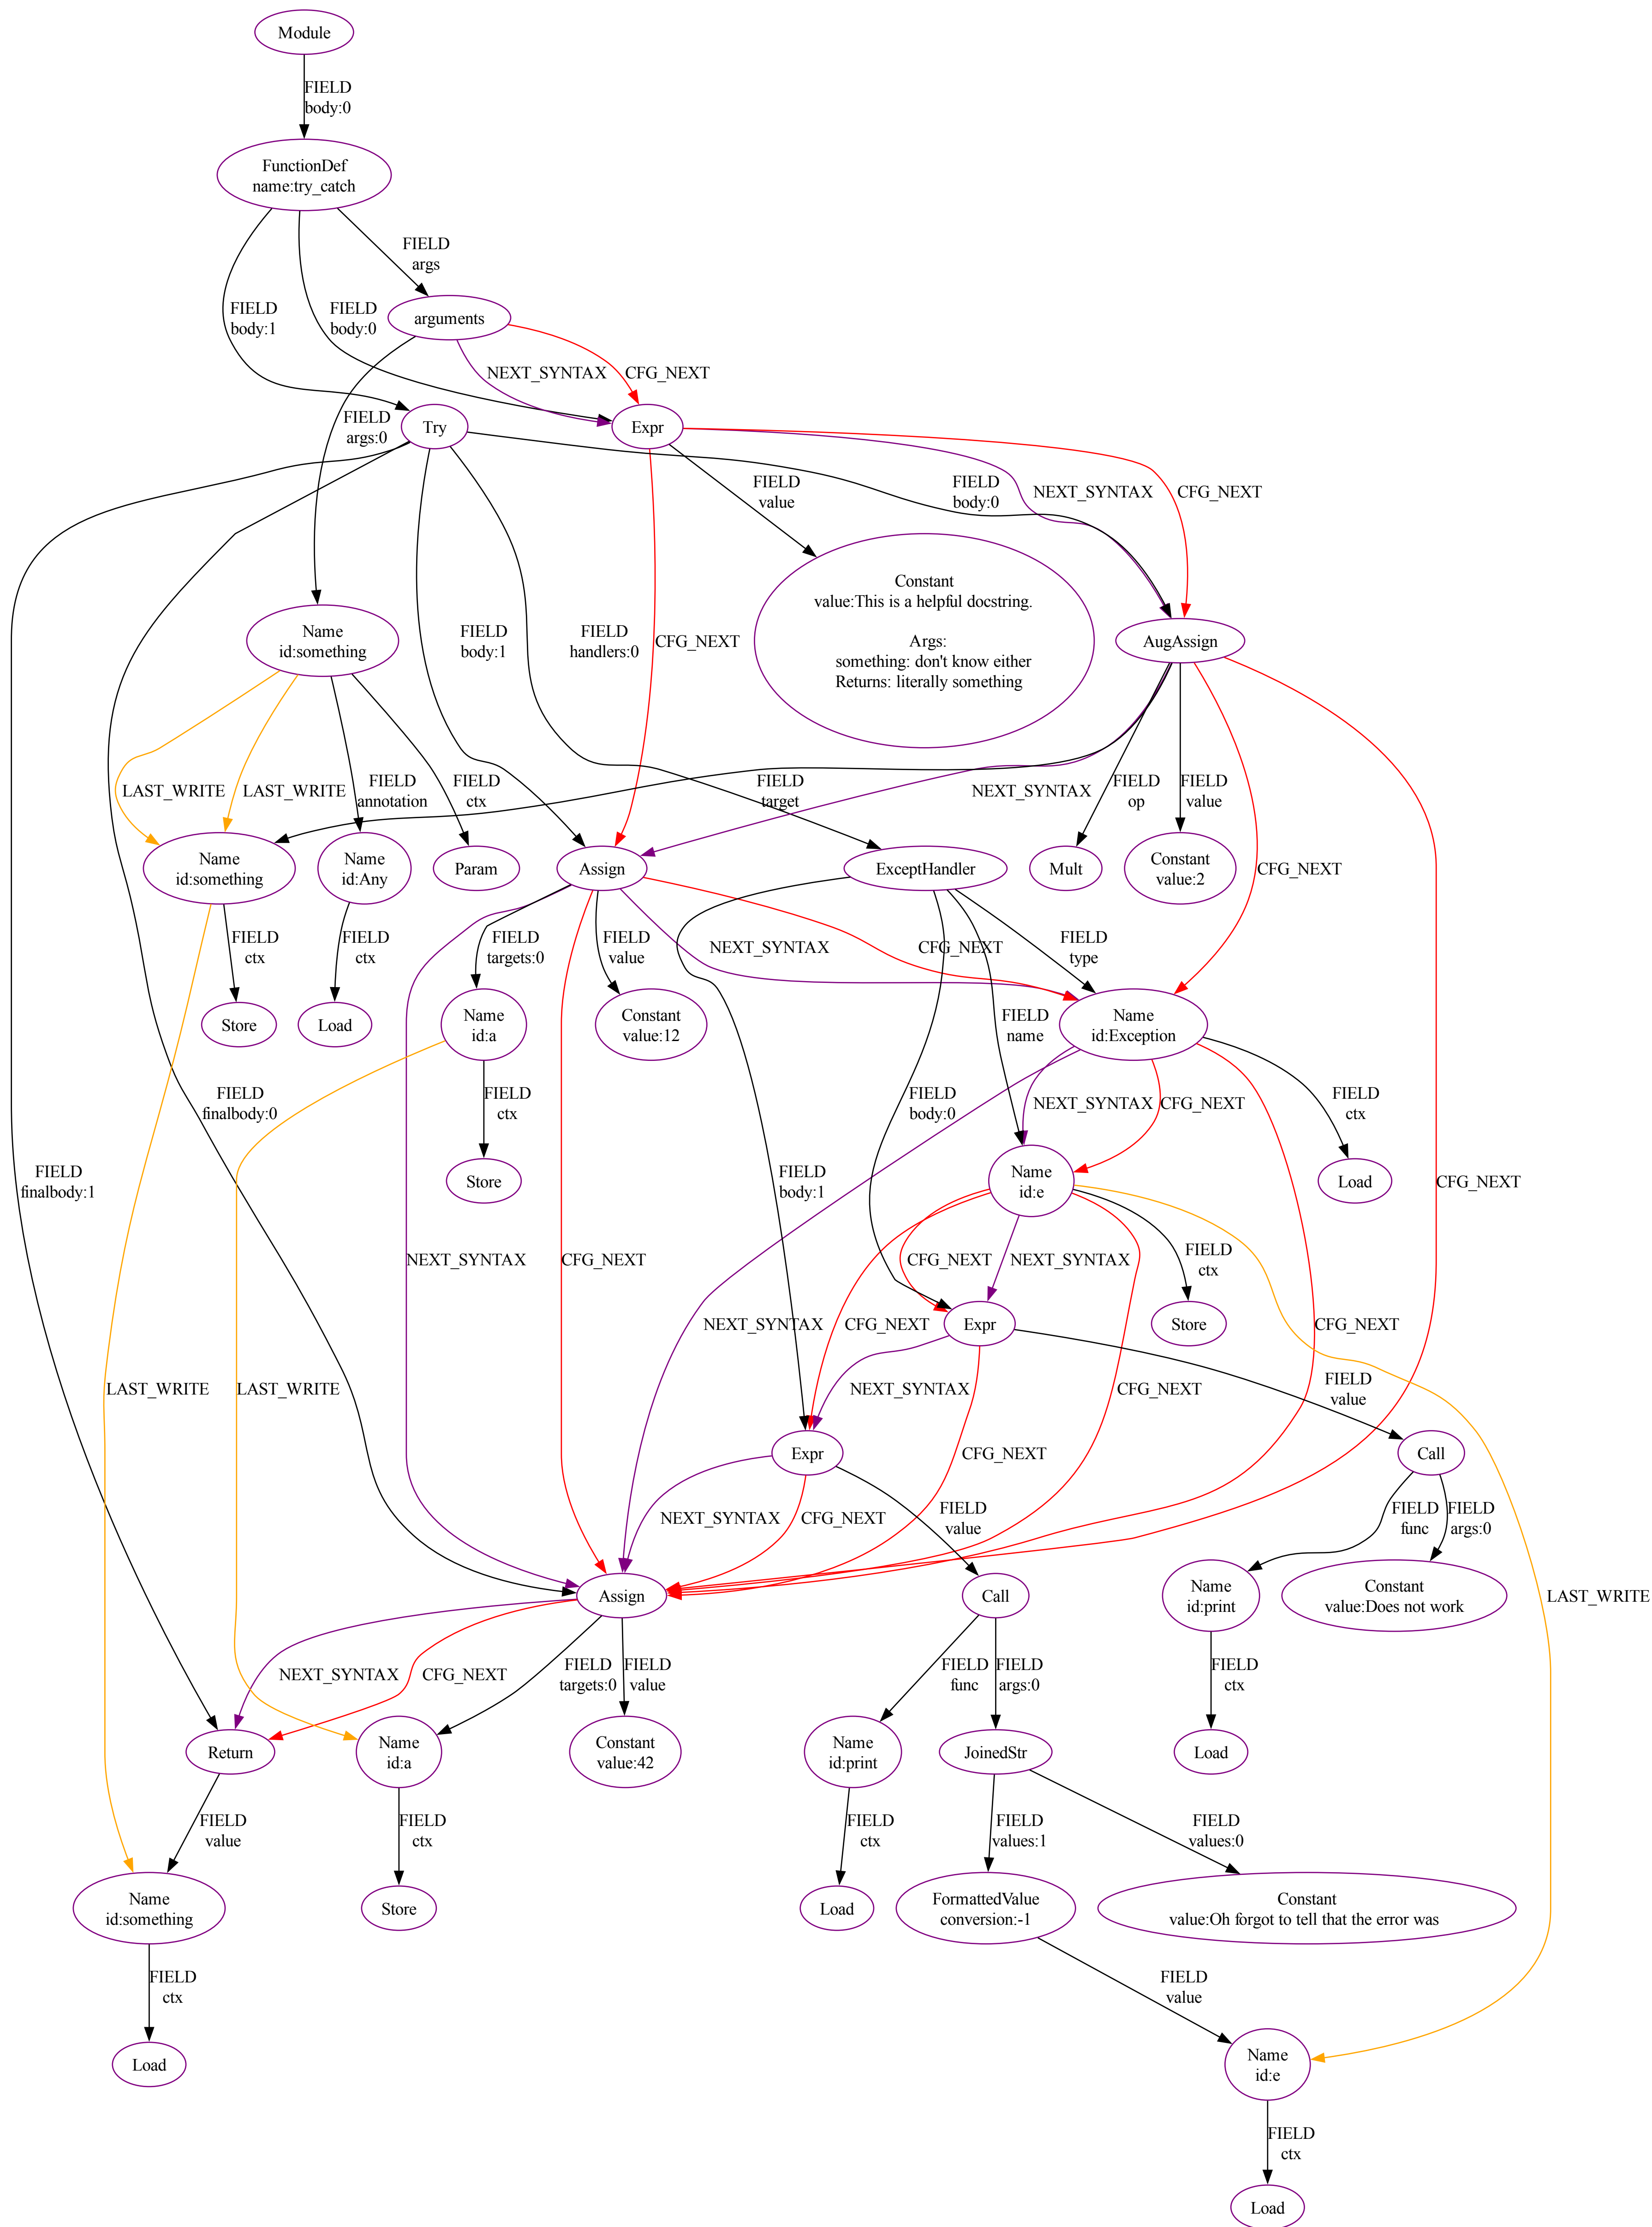 Module
FIELD
body:0
FunctionDef
name:try_catch
FIELD
args
FIELD
body:1
FIELD
body:0
arguments
NEXT_SYNTAX
CFG_NEXT
FIELD
args:0
Try
Expr
FIELD
value
FIELD
body:0
NEXT_SYNTAX
CFG_NEXT
Constant
value:This is a helpful docstring.
Args:
something: don't know either
Returns: literally something
Name
id:something
FIELD
body:1
FIELD
handlers:0
CFG_NEXT
AugAssign
LAST_WRITE
LAST_WRITE
FIELD
annotation
FIELD
ctx
FIELD
target
NEXT_SYNTAX
FIELD
op
FIELD
value
CFG_NEXT
Name
id:something
Name
id:Any
Param
Assign
ExceptHandler
Mult
Constant
value:2
FIELD
ctx
FIELD
ctx
FIELD
targets:0
FIELD
value
NEXT_SYNTAX
CFG_NEXT
FIELD
type
Store
Load
Name
id:a
Constant
value:12
FIELD
name
Name
id:Exception
FIELD
finalbody:0
FIELD
ctx
FIELD
body:0
NEXT_SYNTAX
CFG_NEXT
FIELD
ctx
FIELD
finalbody:1
Store
FIELD
body:1
Name
id:e
Load
CFG_NEXT
NEXT_SYNTAX
CFG_NEXT
CFG_NEXT
NEXT_SYNTAX
FIELD
ctx
NEXT_SYNTAX
CFG_NEXT
Expr
Store
CFG_NEXT
LAST_WRITE
LAST_WRITE
NEXT_SYNTAX
CFG_NEXT
FIELD
value
Expr
CFG_NEXT
Call
NEXT_SYNTAX
CFG_NEXT
FIELD
value
FIELD
func
FIELD
args:0
Assign
Call
Name
id:print
Constant
value:Does not work
LAST_WRITE
NEXT_SYNTAX
CFG_NEXT
FIELD
targets:0
FIELD
value
FIELD
func
FIELD
args:0
FIELD
ctx
Return
Name
id:a
Constant
value:42
Name
id:print
JoinedStr
Load
FIELD
value
FIELD
ctx
FIELD
ctx
FIELD
values:1
FIELD
values:0
Name
id:something
Store
Load
FormattedValue
conversion:-1
Constant
value:Oh forgot to tell that the error was
FIELD
ctx
FIELD
value
Load
Name
id:e
FIELD
ctx
Load